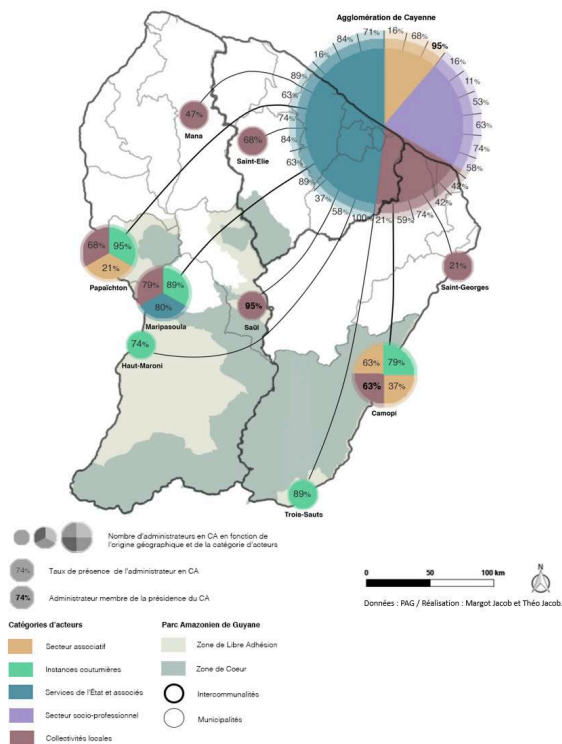 Agglomération de Cayenne
71% 16%
84% 68%
16% 95%
89% 16%
63% 11%
74% 53%
84% 63%
63% 74%
89% 58%
37% 42%
58% 42%
100% 21% 59% 74%
47%
Mana
68%
Saint-Elie
68% 95%
21%
Papaïchton
79% 89%
80%
Maripasoula
95%
Saül
21%
Saint-Georges
74%
Haut-Maroni
63% 79%
63% 37%
Camopi
89%
Trois-Sauts
Nombre d'administrateurs en CA en fonction de
l'origine géographique et de la catégorie d'acteurs
74% Taux de présence de l'administrateur en CA
74% Administrateur membre de la présidence du CA
0 50 100 km
N
Données : PAG / Réalisation : Margot Jacob et Théo Jacob.
Catégories d'acteurs
Secteur associatif
Instances coutumières
Services de l'État et associés
Secteur socio-professionnel
Collectivités locales
Parc Amazonien de Guyane
Zone de Libre Adhésion
Zone de Coeur
Intercommunalités
Municipalités